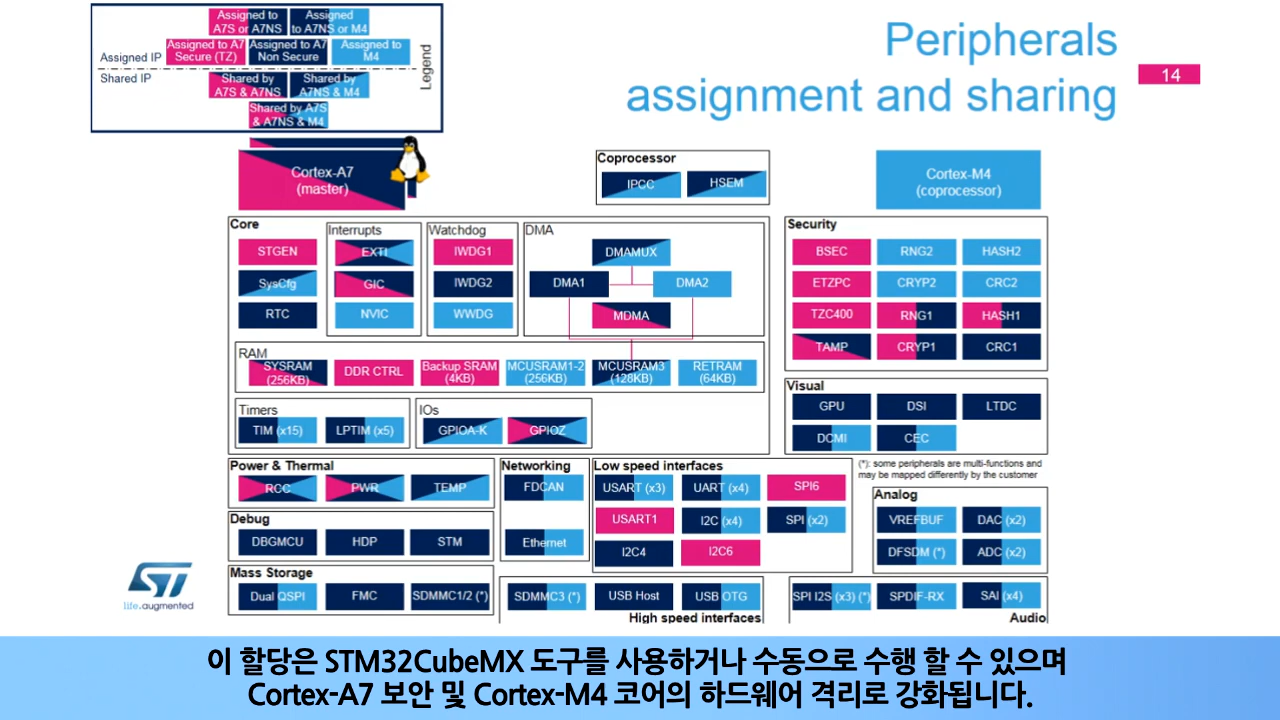 Assigned to
A7S or A7NS
Assigned
to A7NS or M4
Assigned IP
Assigned to A7
Secure (TZ)
Assigned to A7
Non Secure
Assigned to
M4
Shared IP
Shared by
A7S & A7NS
Shared by
A7NS & M4
Shared by A7S
& A7NS & M4
Legend
Peripherals
assignment and sharing
14
Cortex-A7
(master)
Coprocessor
IPCC
HSEM
Cortex-M4
(coprocessor)
Core
STGEN
SysCfg
RTC
Interrupts
EXTI
GIC
NVIC
Watchdog
IWDG1
IWDG2
WWDG
DMA
DMAMUX
DMA1
DMA2
MDMA
RAM
SYSRAM
(256KB)
DDR CTRL
Backup SRAM
(4KB)
MCUSRAM1-2
(256KB)
MCUSRAM3
(128KB)
RETRAM
(64KB)
Timers
TIM (x15)
LPTIM (x5)
IOs
GPIOA-K
GPIOZ
Security
BSEC
RNG2
HASH2
ETZPC
CRYP2
CRC2
TZC400
RNG1
HASH1
TAMP
CRYP1
CRC1
Visual
GPU
DSI
LTDC
DCMI
CEC
Power & Thermal
RCC
PWR
TEMP
Debug
DBGMCU
HDP
STM
Mass Storage
Dual QSPI
FMC
SDMMC1/2 (*)
Networking
FDCAN
Ethernet
Low speed interfaces
USART (x3)
UART (x4)
SPI6
USART1
I2C (x4)
SPI (x2)
I2C4
I2C6
(*): some peripherals are multi-functions and
may be mapped differently by the customer
Analog
VREFBUF
DAC (x2)
DFSDM (*)
ADC (x2)
SDMMC3 (*)
USB Host
USB OTG
High speed interfaces
SPI I2S (x3) (*)
SPDIF-RX
SAI (x4)
Audio
ST
life.augmented
이 할당은 STM32CubeMX 도구를 사용하거나 수동으로 수행 할 수 있으며
Cortex-A7 보안 및 Cortex-M4 코어의 하드웨어 격리로 강화됩니다.